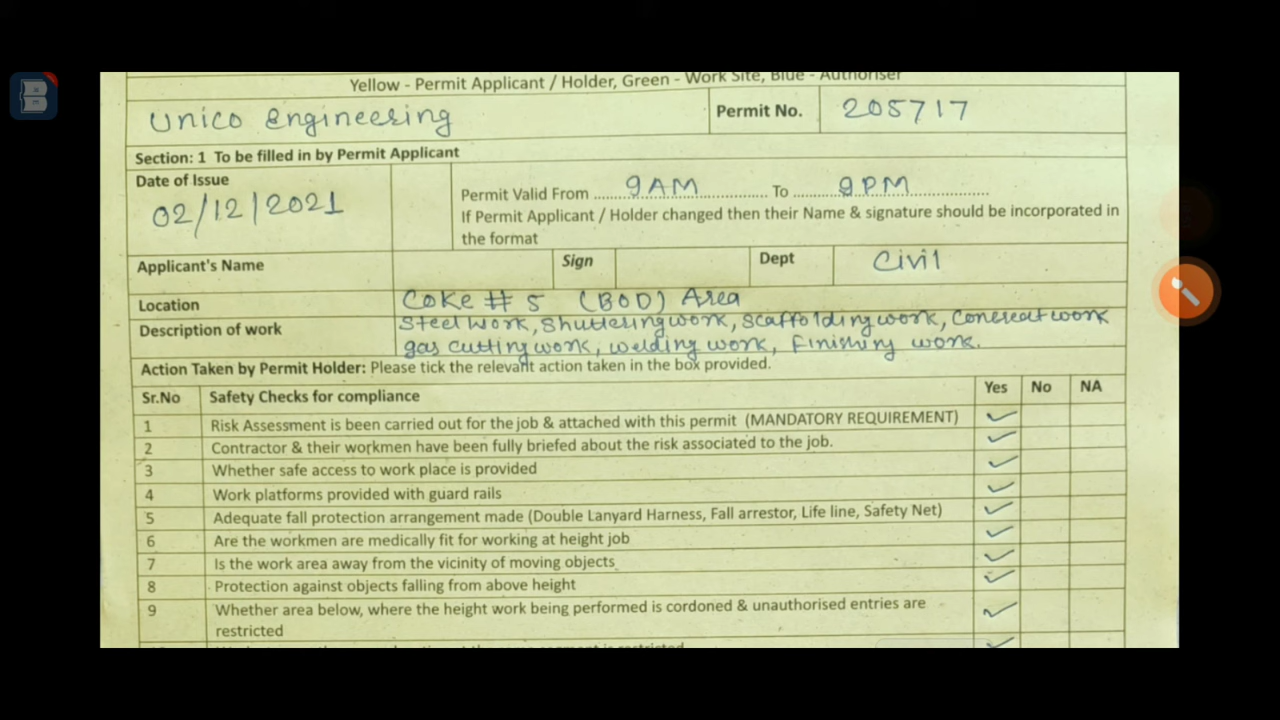 Yellow - Permit Applicant / Holder, Green - Work Site, Blue - Authoriser
Unico Engineering
Permit No. 205717
Section: 1 To be filled in by Permit Applicant
Date of Issue
02/12/2021
Permit Valid From 9AM To 9PM
If Permit Applicant / Holder changed then their Name & signature should be incorporated in
the format
Applicant's Name Sign Dept Civil
Location Coke # 5 (BOD) Area
Description of work Steel work, Shuttering work, Scaffolding work, Concreat work
gas cutting work, welding work, Finishing work.
Action Taken by Permit Holder: Please tick the relevant action taken in the box provided.
Sr.No Safety Checks for compliance Yes No NA
1 Risk Assessment is been carried out for the job & attached with this permit (MANDATORY REQUIREMENT) ✓
2 Contractor & their workmen have been fully briefed about the risk associated to the job. ✓
3 Whether safe access to work place is provided ✓
4 Work platforms provided with guard rails ✓
5 Adequate fall protection arrangement made (Double Lanyard Harness, Fall arrestor, Life line, Safety Net) ✓
6 Are the workmen are medically fit for working at height job ✓
7 Is the work area away from the vicinity of moving objects ✓
8 Protection against objects falling from above height ✓
9 Whether area below, where the height work being performed is cordoned & unauthorised entries are ✓
restricted